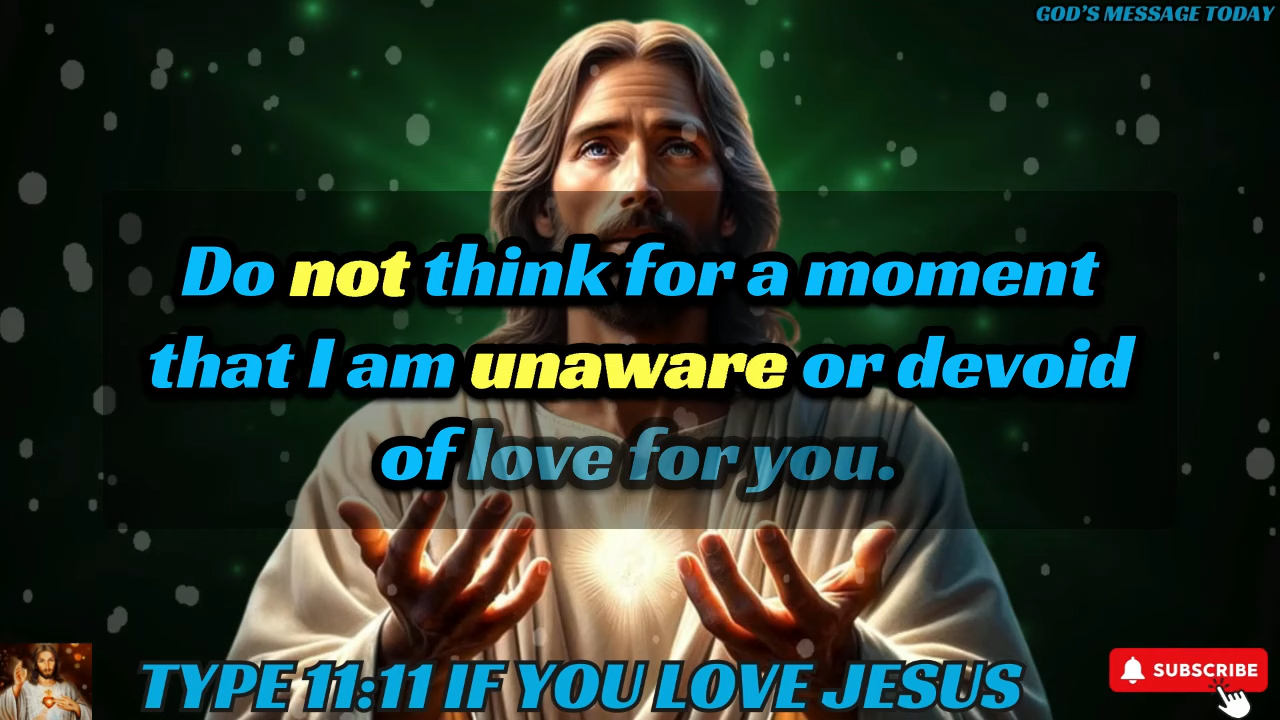 GOD'S MESSAGE TODAY
Do not think for a moment
that I am unaware or devoid
of love for you.
TYPE 11:11 IF YOU LOVE JESUS
SUBSCRIBE